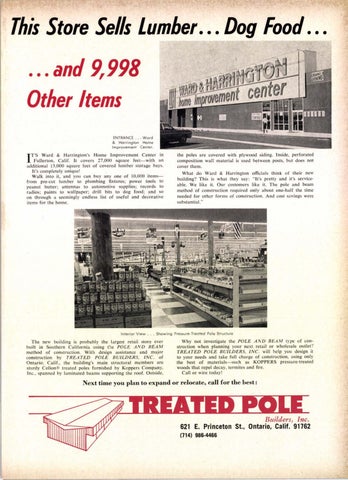 This Store Sells Lumber... Dog Food...
...and 9,998
Other Items
WARD & HARRINGTON
home improvement center
ENTRANCE ... Ward
& Harrington Home
Improvement Center.
IT'S Ward & Harrington's Home Improvement Center in
Fullerton, Calif. It covers 27,000 square feet—with an
additional 13,000 square feet of covered lumber storage bays.
It's completely unique!
Walk into it, and you can buy any one of 10,000 items—
from pre-cut lumber to plumbing fixtures, power tools to
peanut butter; antennas to automotive supplies; records to
radios; paints to wallpaper; drill bits to dog food; and so
on through a seemingly endless list of useful and decorative
items for the home.
the poles are covered with plywood siding. Inside, perforated
composition wall material is used between posts, but does not
cover them.
What do Ward & Harrington officials think of their new
building? This is what they say: "It's pretty and it's service-
able. We like it. Our customers like it. The pole and beam
method of construction required only about one-half the time
needed for other forms of construction. And cost savings were
substantial."
Interior View . . . Showing Pressure-Treated Pole Structure
The new building is probably the largest retail store ever
built in Southern California using the POLE AND BEAM
method of construction. With design assistance and major
construction by TREATED POLE BUILDERS, INC. of
Ontario, Calif., the building's main structural members are
sturdy Cellon® treated poles furnished by Koppers Company,
Inc., spanned by laminated beams supporting the roof. Outside,
Why not investigate the POLE AND BEAM type of con-
struction when planning your next retail or wholesale outlet?
TREATED POLE BUILDERS, INC. will help you design it
to your needs and take full charge of construction, using only
the best of materials—such as KOPPERS pressure-treated
woods that repel decay, termites and fire.
Call or write today!
Next time you plan to expand or relocate, call for the best:
TREATED POLE
Builders, Inc.
621 E. Princeton St., Ontario, Calif. 91762
(714) 986-4466